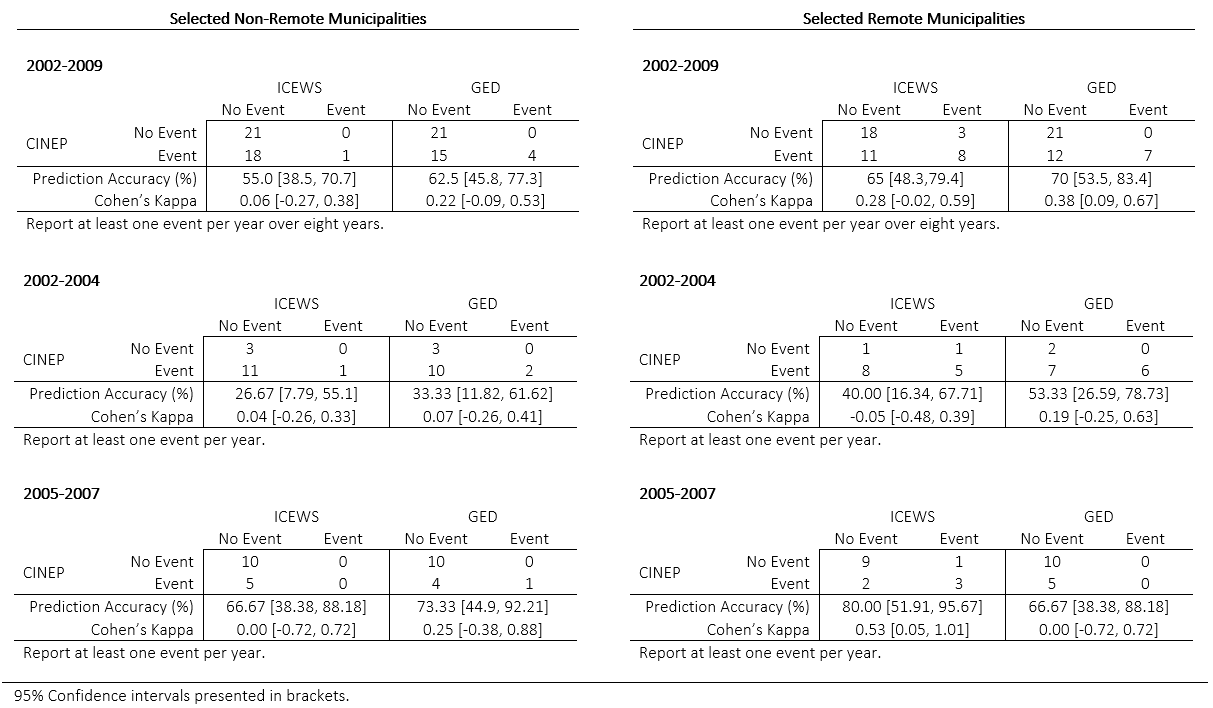 Selected Non-Remote Municipalities
2002-2009
ICEWS GED
No Event Event No Event Event
CINEP
No Event 21 0 21 0
Event 18 1 15 4
Prediction Accuracy (%) 55.0 [38.5, 70.7] 62.5 [45.8, 77.3]
Cohen's Kappa 0.06 [-0.27, 0.38] 0.22 [-0.09, 0.53]
Report at least one event per year over eight years.
2002-2004
ICEWS GED
No Event Event No Event Event
CINEP
No Event 3 0 3 0
Event 11 1 10 2
Prediction Accuracy (%) 26.67 [7.79, 55.1] 33.33 [11.82, 61.62]
Cohen's Kappa 0.04 [-0.26, 0.33] 0.07 [-0.26, 0.41]
Report at least one event per year.
2005-2007
ICEWS GED
No Event Event No Event Event
CINEP
No Event 10 0 10 0
Event 5 0 4 1
Prediction Accuracy (%) 66.67 [38.38, 88.18] 73.33 [44.9, 92.21]
Cohen's Kappa 0.00 [-0.72, 0.72] 0.25 [-0.38, 0.88]
Report at least one event per year.
Selected Remote Municipalities
2002-2009
ICEWS GED
No Event Event No Event Event
CINEP
No Event 18 3 21 0
Event 11 8 12 7
Prediction Accuracy (%) 65 [48.3,79.4] 70 [53.5, 83.4]
Cohen's Kappa 0.28 [-0.02, 0.59] 0.38 [0.09, 0.67]
Report at least one event per year over eight years.
2002-2004
ICEWS GED
No Event Event No Event Event
CINEP
No Event 1 1 2 0
Event 8 5 7 6
Prediction Accuracy (%) 40.00 [16.34, 67.71] 53.33 [26.59, 78.73]
Cohen's Kappa -0.05 [-0.48, 0.39] 0.19 [-0.25, 0.63]
Report at least one event per year.
2005-2007
ICEWS GED
No Event Event No Event Event
CINEP
No Event 9 1 10 0
Event 2 3 5 0
Prediction Accuracy (%) 80.00 [51.91, 95.67] 66.67 [38.38, 88.18]
Cohen's Kappa 0.53 [0.05, 1.01] 0.00 [-0.72, 0.72]
Report at least one event per year.
95% Confidence intervals presented in brackets.